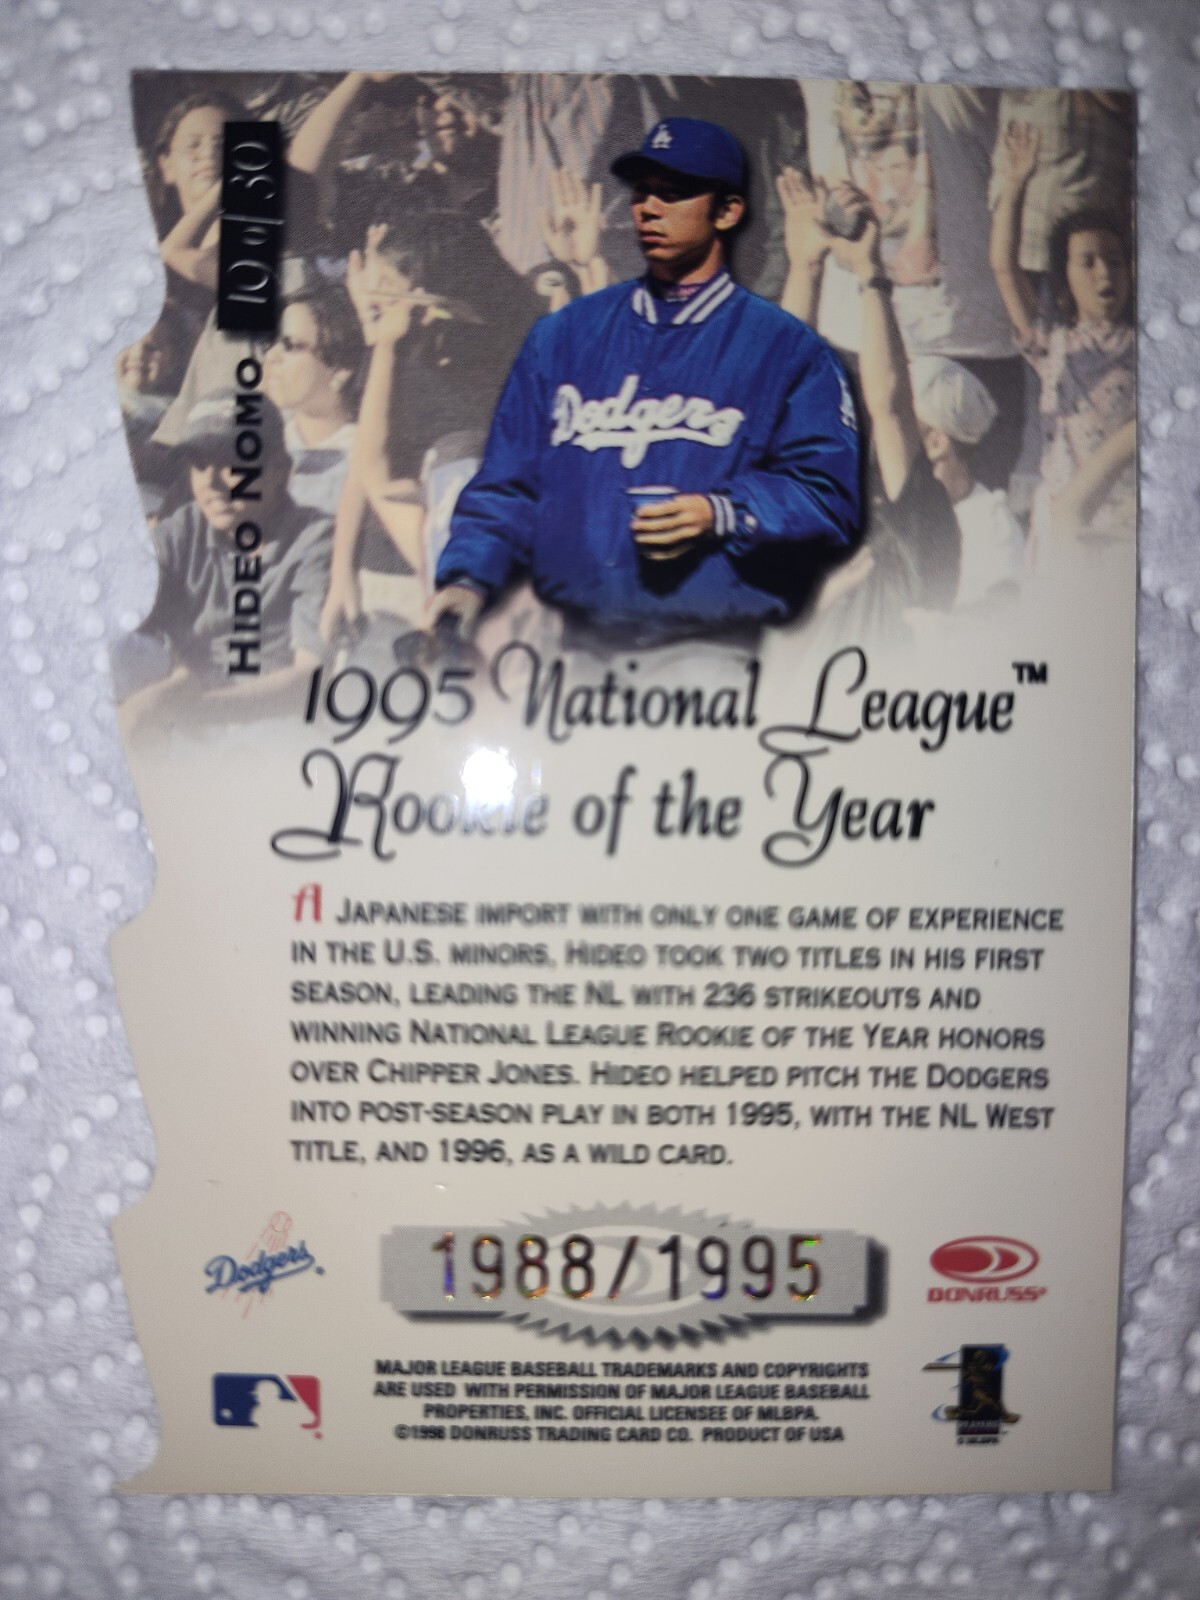 10 of 30
HIDEO NOMO
Dodgers
1995 National League™
Rookie of the Year
A JAPANESE IMPORT WITH ONLY ONE GAME OF EXPERIENCE
IN THE U.S. MINORS, HIDEO TOOK TWO TITLES IN HIS FIRST
SEASON, LEADING THE NL WITH 236 STRIKEOUTS AND
WINNING NATIONAL LEAGUE ROOKIE OF THE YEAR HONORS
OVER CHIPPER JONES. HIDEO HELPED PITCH THE DODGERS
INTO POST-SEASON PLAY IN BOTH 1995, WITH THE NL WEST
TITLE, AND 1996, AS A WILD CARD.
Dodgers
1988/1995
DONRUSS®
MAJOR LEAGUE BASEBALL TRADEMARKS AND COPYRIGHTS
ARE USED WITH PERMISSION OF MAJOR LEAGUE BASEBALL
PROPERTIES, INC. OFFICIAL LICENSEE OF MLBPA.
©1998 DONRUSS TRADING CARD CO. PRODUCT OF USA